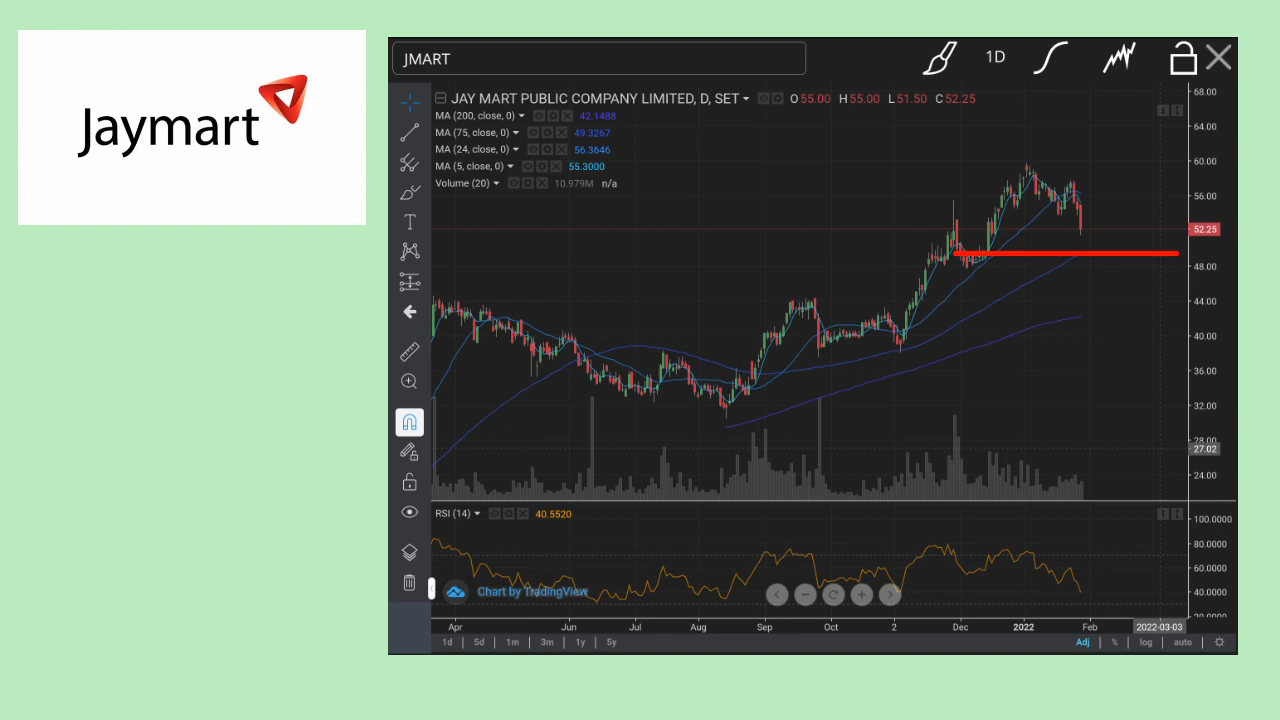 Jaymart
JMART
1D
JAY MART PUBLIC COMPANY LIMITED, D, SET
O 55.00 H 55.00 L 51.50 C 52.25
MA (200, close, 0) 42.1488
MA (75, close, 0) 49.3267
MA (24, close, 0) 56.3646
MA (5, close, 0) 55.3000
Volume (20) 10.979M n/a
68.00
64.00
60.00
56.00
52.25
48.00
44.00
40.00
36.00
32.00
28.00
27.02
24.00
RSI (14) 40.5520
100.0000
80.0000
60.0000
40.0000
20.0000
Chart by TradingView
Apr Jun Jul Aug Sep Oct 2 Dec 2022 Feb 2022-03-03
1d 5d 1m 3m 1y 5y Adj % log auto